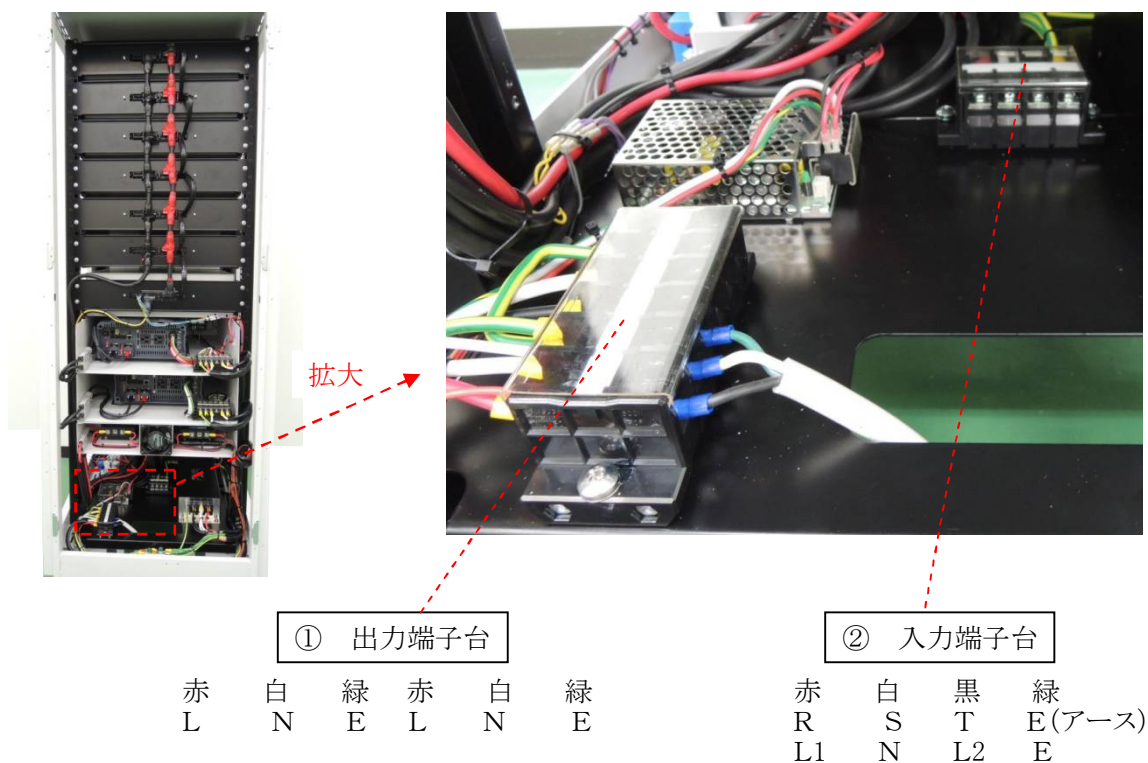 拡大
① 出力端子台
② 入力端子台
赤 白 緑 赤 白 緑
L N E L N E
赤 白 黒 緑
R S T E(アース)
L1 N L2 E